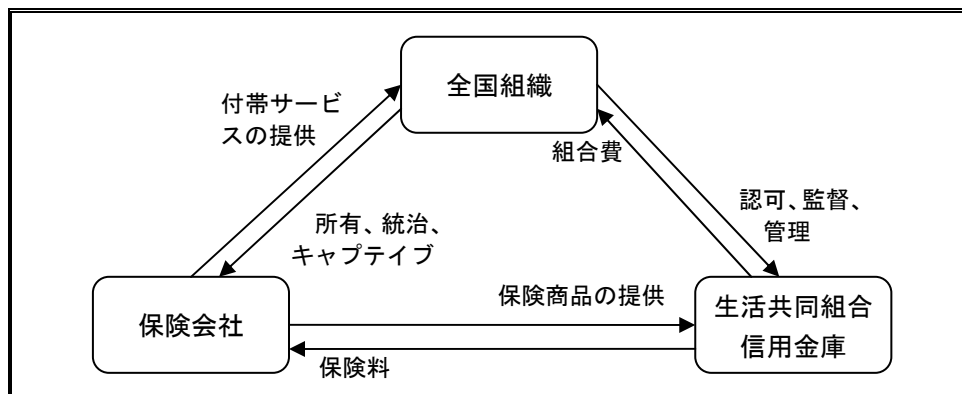 全国組織
付帯サービ
スの提供
組合費
認可、監督、
管理
所有、統治、
キャプテイブ
保険会社
保険商品の提供
保険料
生活共同組合
信用金庫